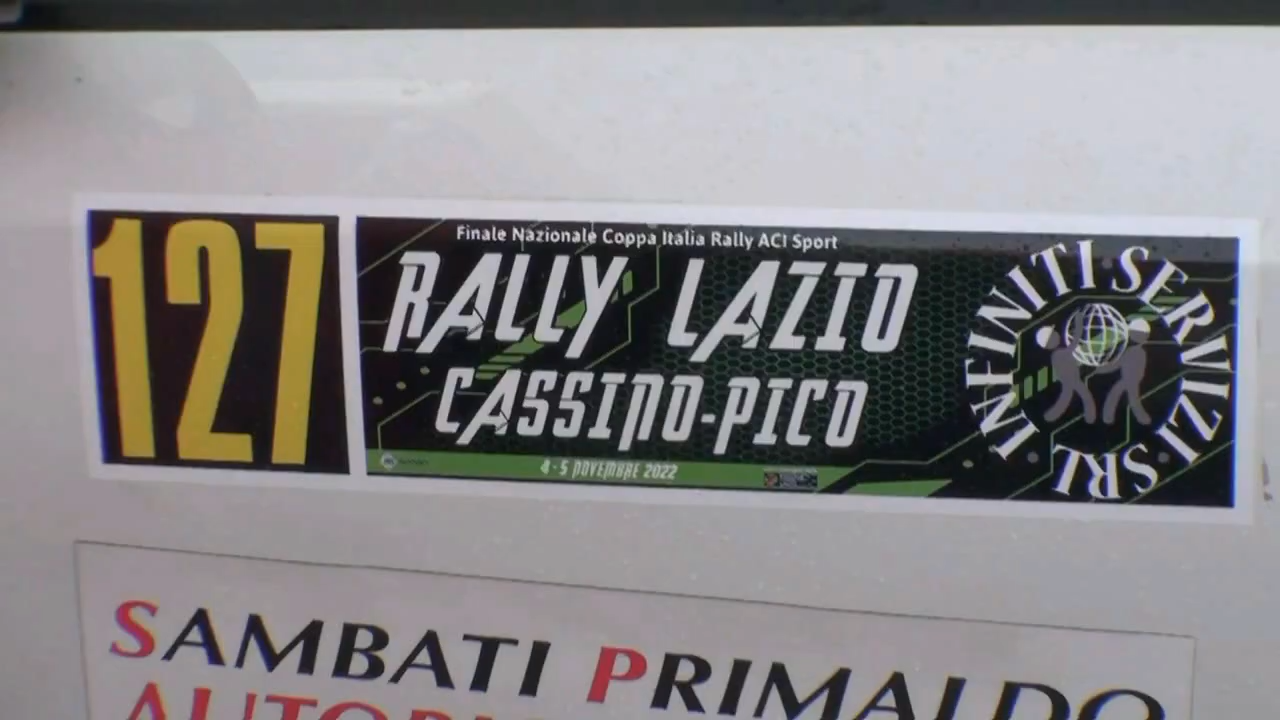 127
Finale Nazionale Coppa Italia Rally ACI Sport
RALLY LAZIO
CASSINO-PICO
4 - 5 NOVEMBRE 2022
INFINITI SERVIZI SRL
SAMBATI PRIMALDO